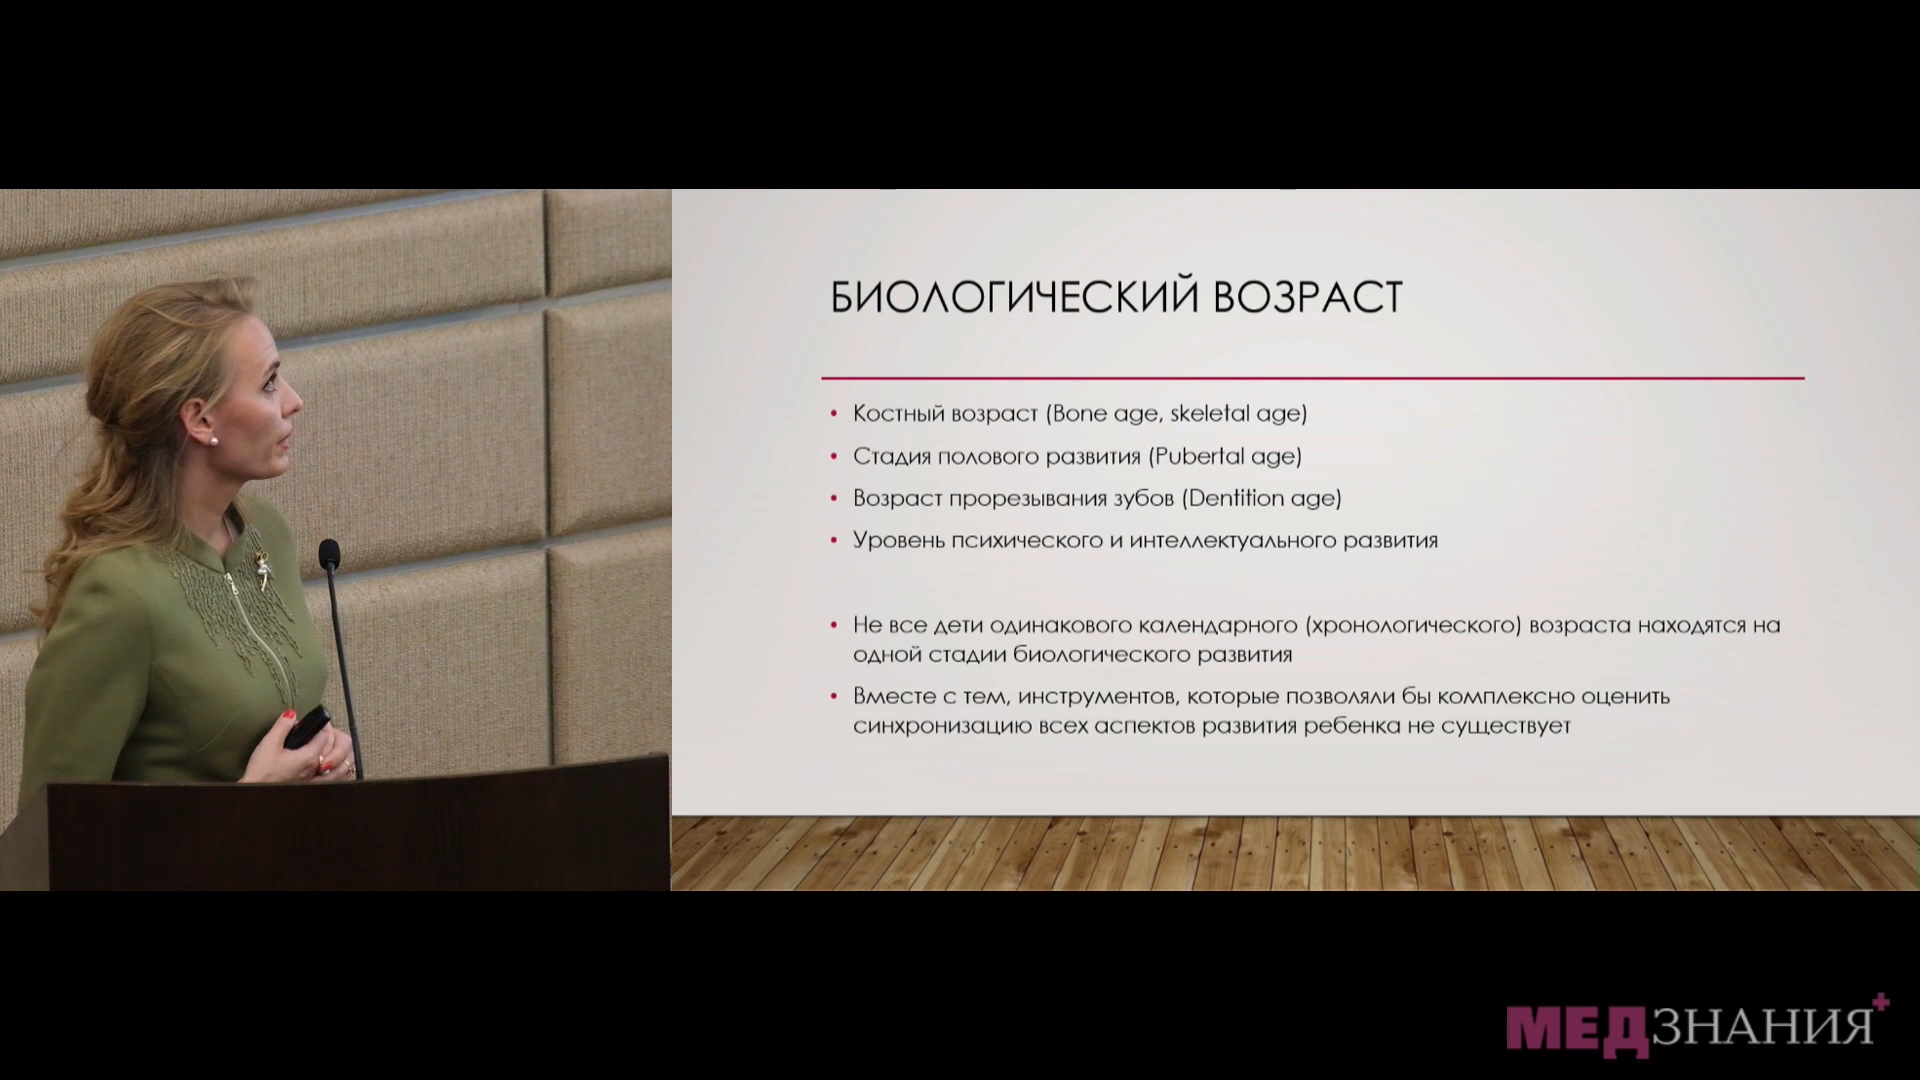 БИОЛОГИЧЕСКИЙ ВОЗРАСТ
• Костный возраст (Bone age, skeletal age)
• Стадия полового развития (Pubertal age)
• Возраст прорезывания зубов (Dentition age)
• Уровень психического и интеллектуального развития
• Не все дети одинакового календарного (хронологического) возраста находятся на
одной стадии биологического развития
• Вместе с тем, инструментов, которые позволяли бы комплексно оценить
синхронизацию всех аспектов развития ребенка не существует
МЕДЗНАНИЯ+